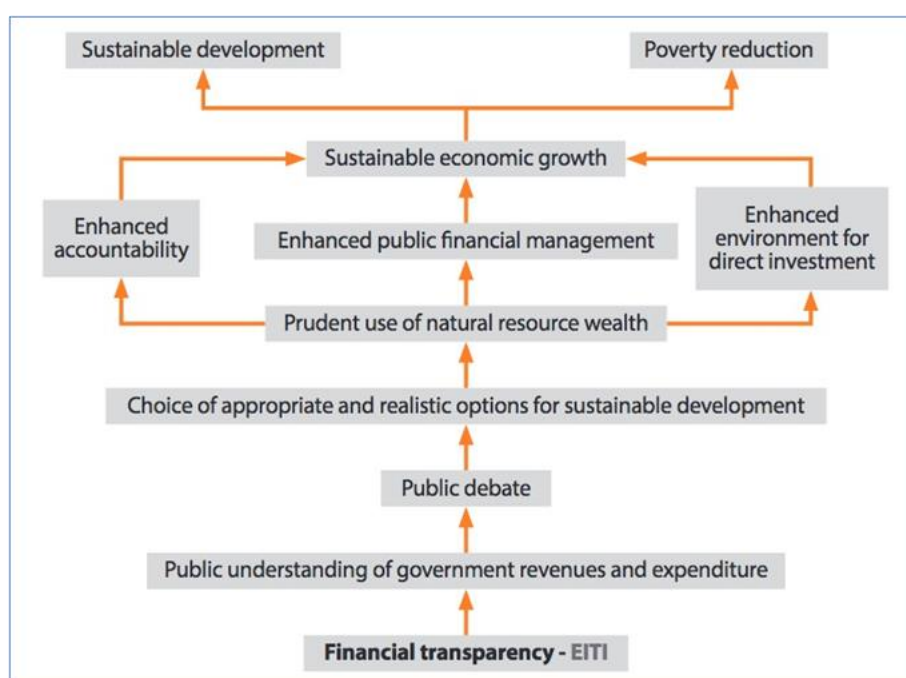 Sustainable development
Poverty reduction
Sustainable economic growth
Enhanced
accountability
Enhanced public financial management
Enhanced
environment for
direct investment
Prudent use of natural resource wealth
Choice of appropriate and realistic options for sustainable development
Public debate
Public understanding of government revenues and expenditure
Financial transparency - EITI